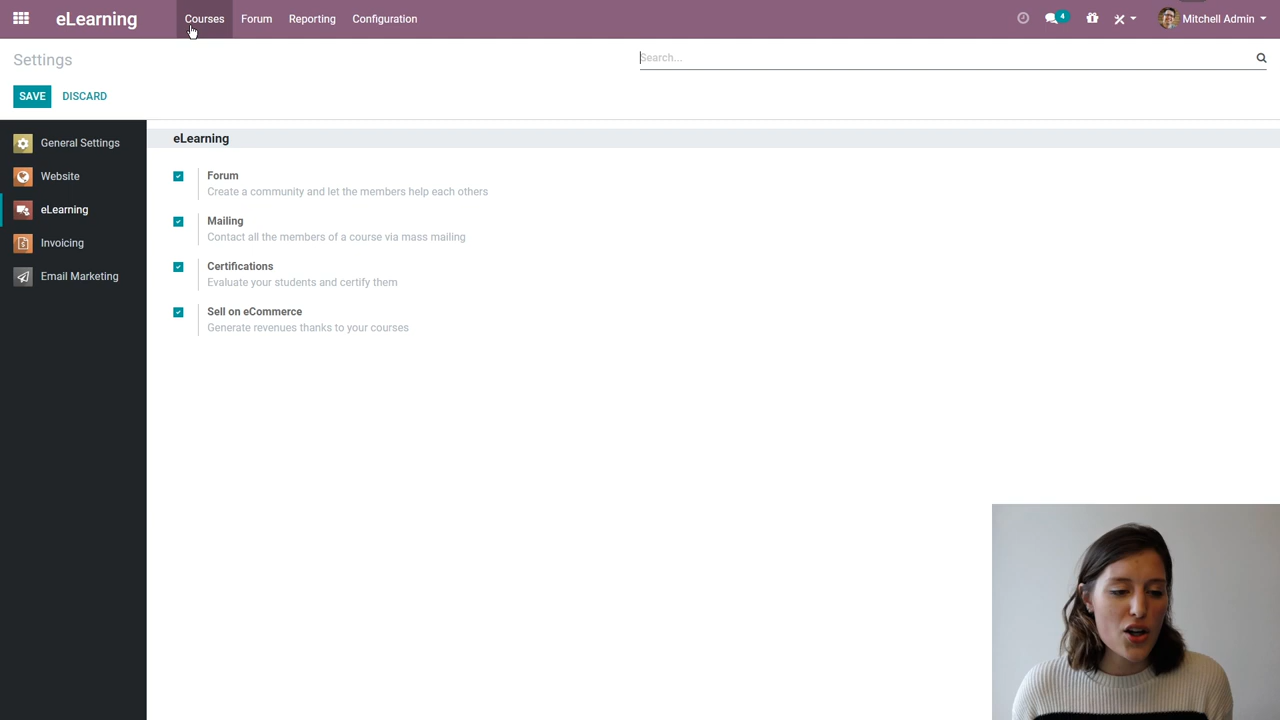 eLearning
Courses
Forum
Reporting
Configuration
4
Mitchell Admin
Settings
Search...
SAVE
DISCARD
General Settings
Website
eLearning
Invoicing
Email Marketing
eLearning
Forum
Create a community and let the members help each others
Mailing
Contact all the members of a course via mass mailing
Certifications
Evaluate your students and certify them
Sell on eCommerce
Generate revenues thanks to your courses